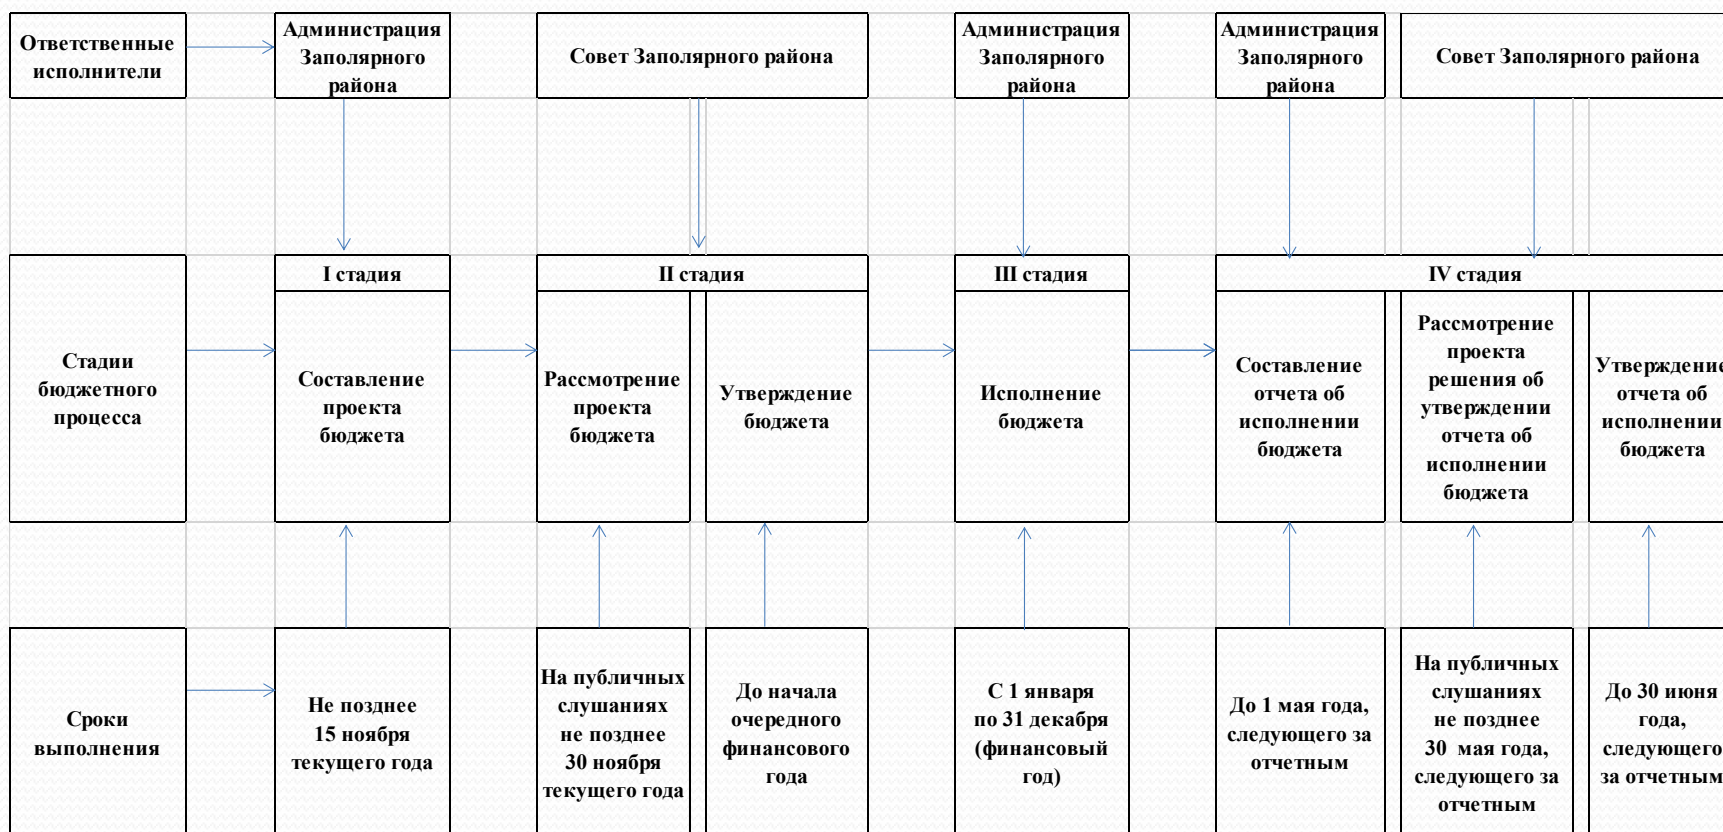 Ответственные
исполнители
Администрация
Заполярного
района
Совет Заполярного района
Администрация
Заполярного
района
Администрация
Заполярного
района
Совет Заполярного района
Стадии
бюджетного
процесса
I стадия
Составление
проекта
бюджета
II стадия
Рассмотрение
проекта
бюджета
Утверждение
бюджета
III стадия
Исполнение
бюджета
IV стадия
Составление
отчета об
исполнении
бюджета
Рассмотрение
проекта
решения об
утверждении
отчета об
исполнении
бюджета
Утверждение
отчета об
исполнении
бюджета
Сроки
выполнения
Не позднее
15 ноября
текущего года
На публичных
слушаниях
не позднее
30 ноября
текущего года
До начала
очередного
финансового
года
С 1 января
по 31 декабря
(финансовый
год)
До 1 мая года,
следующего за
отчетным
На публичных
слушаниях
не позднее
30 мая года,
следующего за
отчетным
До 30 июня
года,
следующего
за отчетным